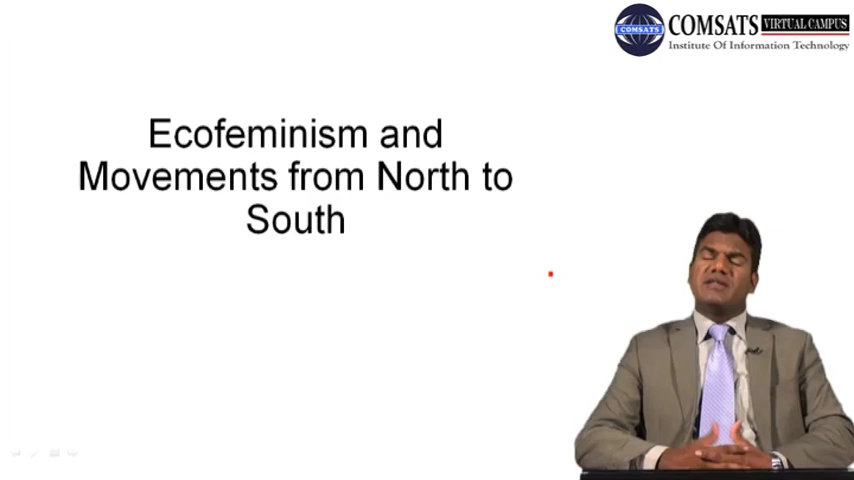 COMSATS
COMSATS VIRTUAL CAMPUS
Institute Of Information Technology
Ecofeminism and
Movements from North to
South